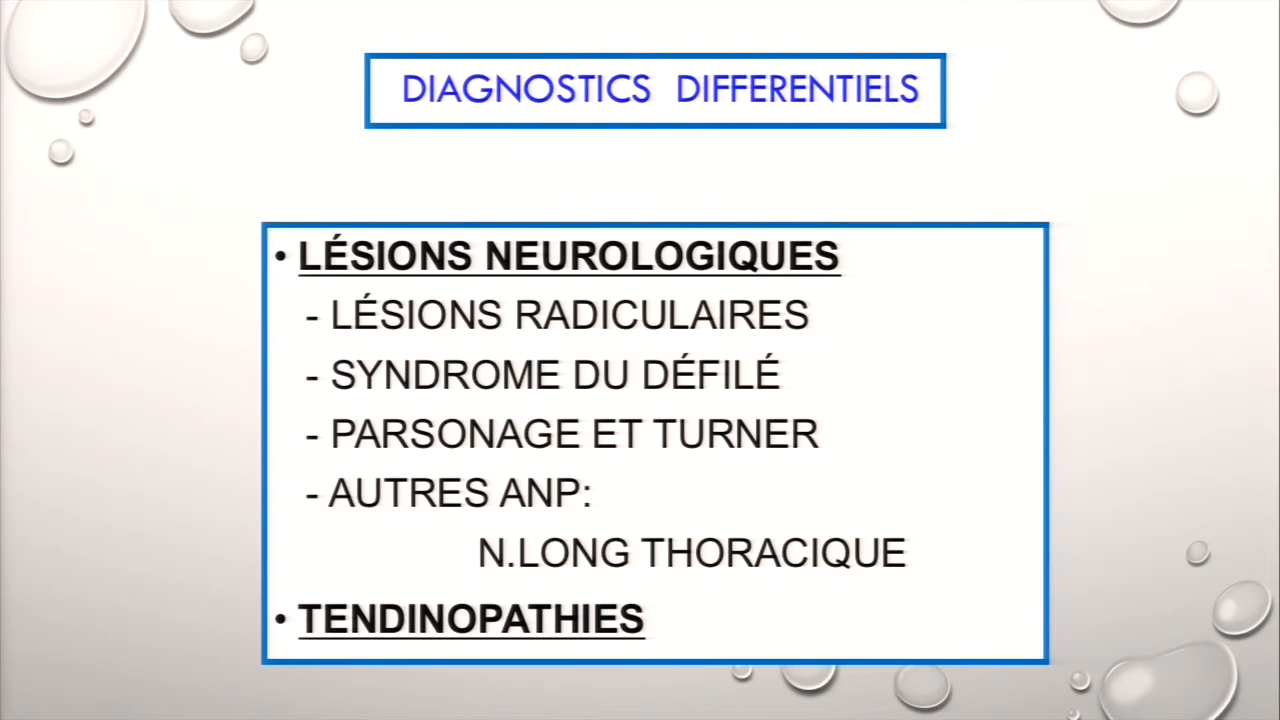 DIAGNOSTICS DIFFERENTIELS
• LÉSIONS NEUROLOGIQUES
- LÉSIONS RADICULAIRES
- SYNDROME DU DÉFILÉ
- PARSONAGE ET TURNER
- AUTRES ANP:
N.LONG THORACIQUE
• TENDINOPATHIES